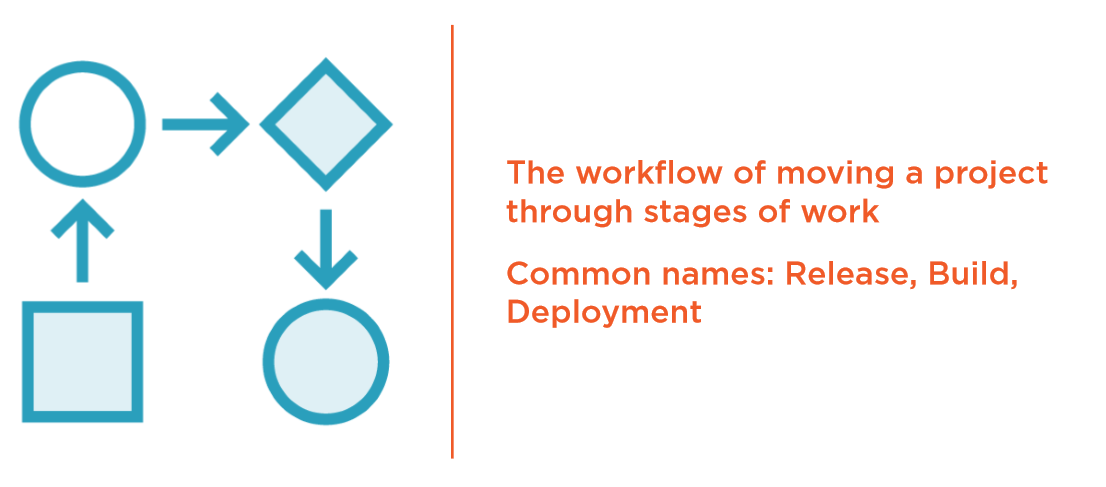 The workflow of moving a project
through stages of work
Common names: Release, Build,
Deployment